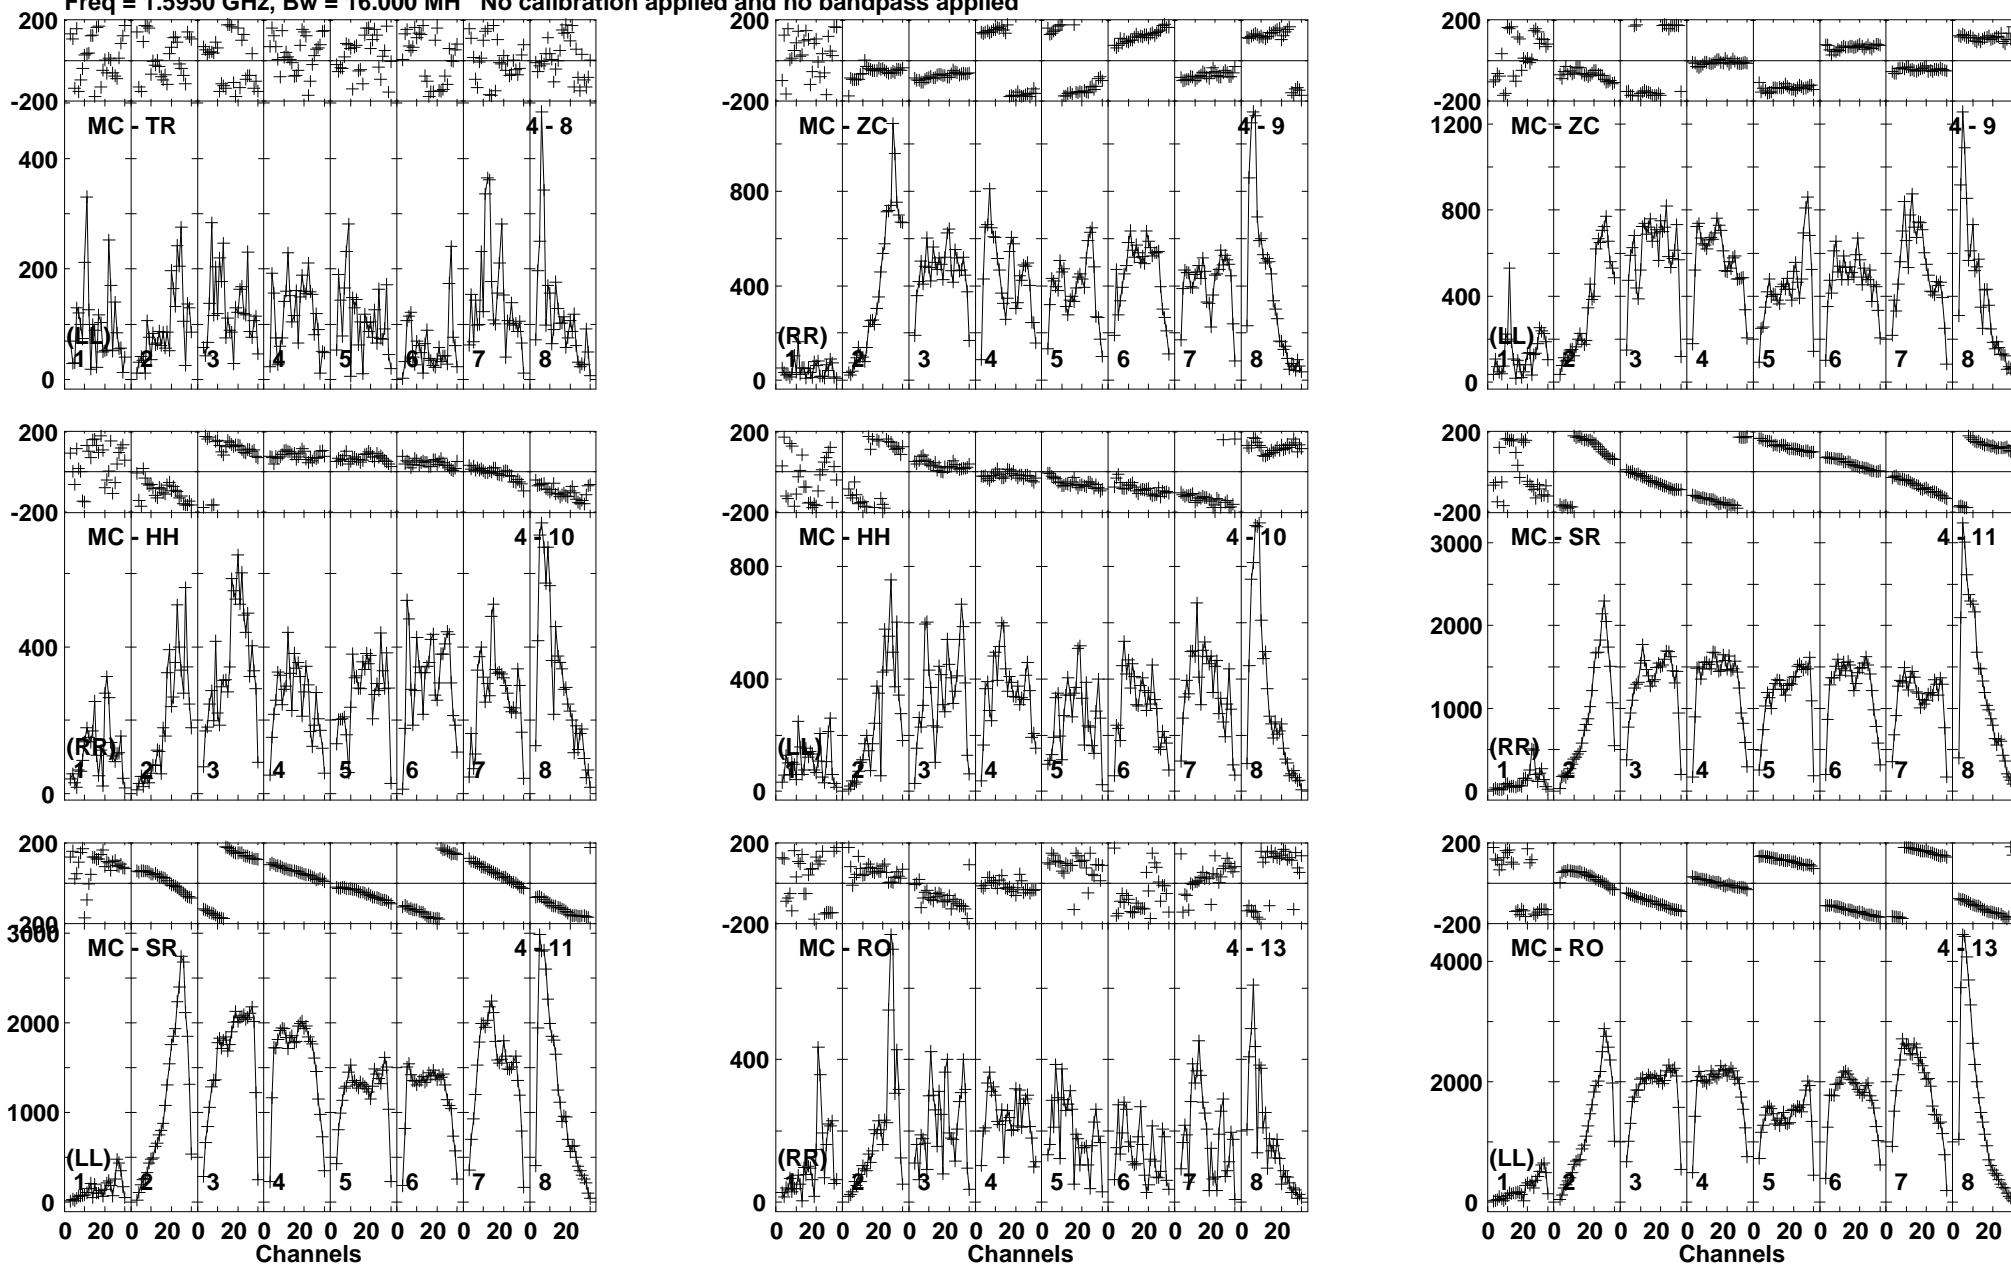 Freq = 1.5950 GHz, Bw = 16.000 MH No calibration applied and no bandpass applied
200
-200
MC - TR 4 - 8
400
200
0
(LL)
1 2 3 4 5 6 7 8
200
-200
MC - ZC 4 - 9
800
400
0
(RR)
1 2 3 4 5 6 7 8
200
-200
MC - ZC 4 - 9
1200
800
400
0
(LL)
1 2 3 4 5 6 7 8
200
-200
MC - HH 4 - 10
400
0
(RR)
1 2 3 4 5 6 7 8
200
-200
MC - HH 4 - 10
800
400
0
(LL)
1 2 3 4 5 6 7 8
200
-200
MC - SR 4 - 11
3000
2000
1000
0
(RR)
1 2 3 4 5 6 7 8
200
-200
MC - SR 4 - 11
3000
2000
1000
0
(LL)
1 2 3 4 5 6 7 8
0 20 0 20 0 20 0 20 0 20 0 20 0 20 0 20
Channels
200
-200
MC - RO 4 - 13
400
0
(RR)
1 2 3 4 5 6 7 8
0 20 0 20 0 20 0 20 0 20 0 20 0 20 0 20
Channels
200
-200
MC - RO 4 - 13
4000
2000
0
(LL)
1 2 3 4 5 6 7 8
0 20 0 20 0 20 0 20 0 20 0 20 0 20 0 20
Channels